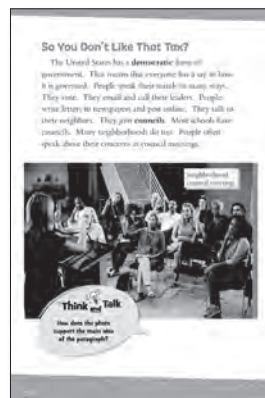 So You Don't Like That Tax?
The United States has a democratic form of
government. This means that everyone has a say in how
it is governed. People speak their minds in many ways.
They vote. They email and call their leaders. People
write letters to newspapers and post online. They talk to
their neighbors. They join councils. Most schools have
councils. Many neighborhoods do too. People often
speak about their concerns at council meetings.
neighborhood
council meeting
Think and Talk
How does the photo
support the main idea
of the paragraph?